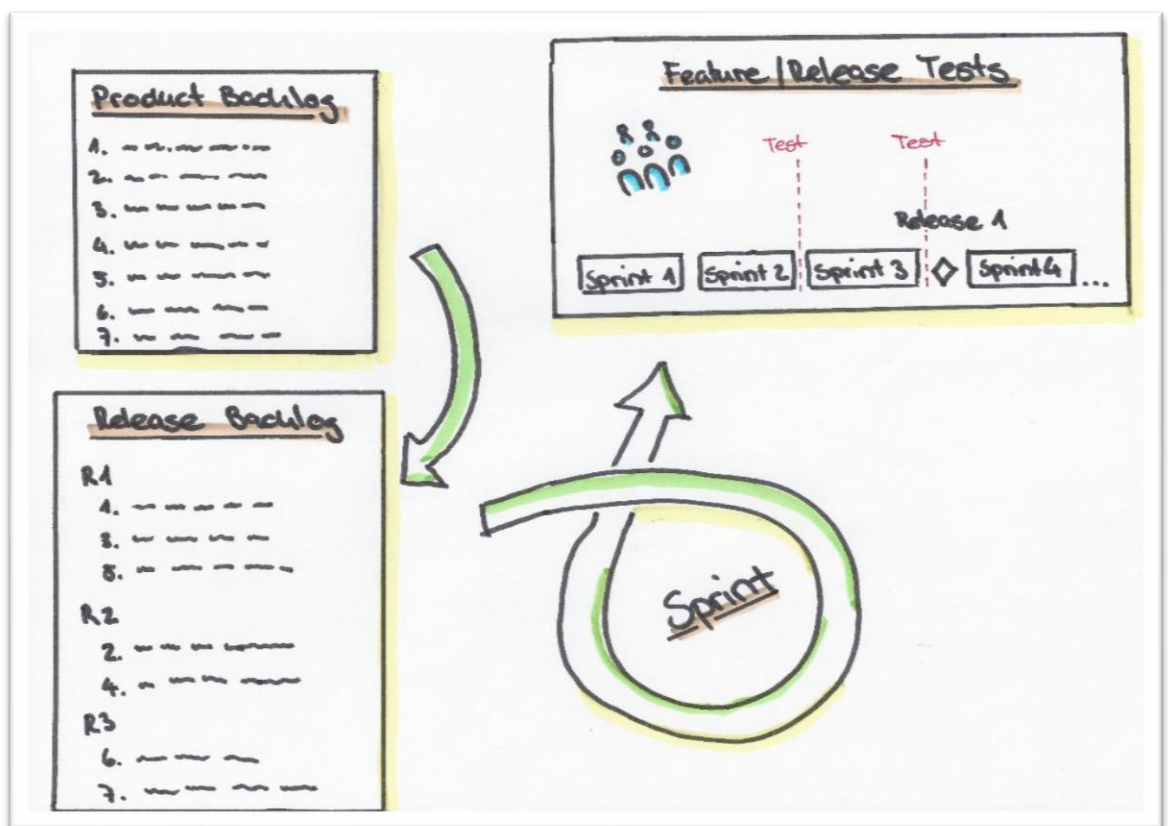 Product Backlog
1.
2.
3.
4.
5.
6.
7.
Release Backlog
R1
1.
3.
5.
R2
2.
4.
R3
6.
7.
Feature/Release Tests
Test Test
Release 1
Sprint 1 Sprint 2 Sprint 3 Sprint 4 ...
Sprint